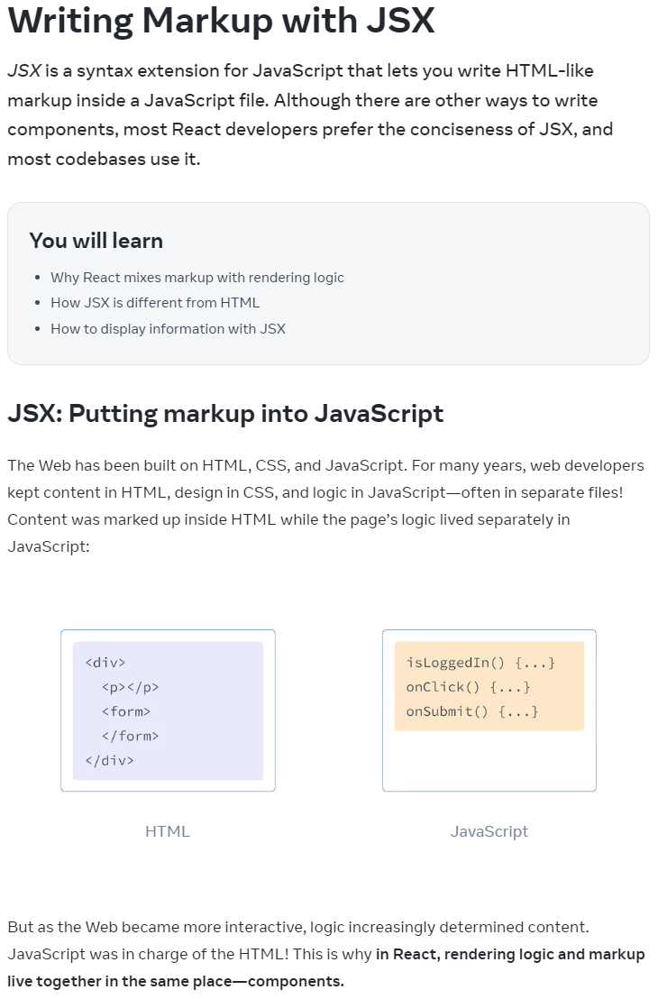 Writing Markup with JSX
JSX is a syntax extension for JavaScript that lets you write HTML-like
markup inside a JavaScript file. Although there are other ways to write
components, most React developers prefer the conciseness of JSX, and
most codebases use it.
You will learn
• Why React mixes markup with rendering logic
• How JSX is different from HTML
• How to display information with JSX
JSX: Putting markup into JavaScript
The Web has been built on HTML, CSS, and JavaScript. For many years, web developers
kept content in HTML, design in CSS, and logic in JavaScript—often in separate files!
Content was marked up inside HTML while the page’s logic lived separately in
JavaScript:
<div>
  <p></p>
  <form>
  </form>
</div>
HTML
isLoggedIn() {...}
onClick() {...}
onSubmit() {...}
JavaScript
But as the Web became more interactive, logic increasingly determined content.
JavaScript was in charge of the HTML! This is why in React, rendering logic and markup
live together in the same place—components.